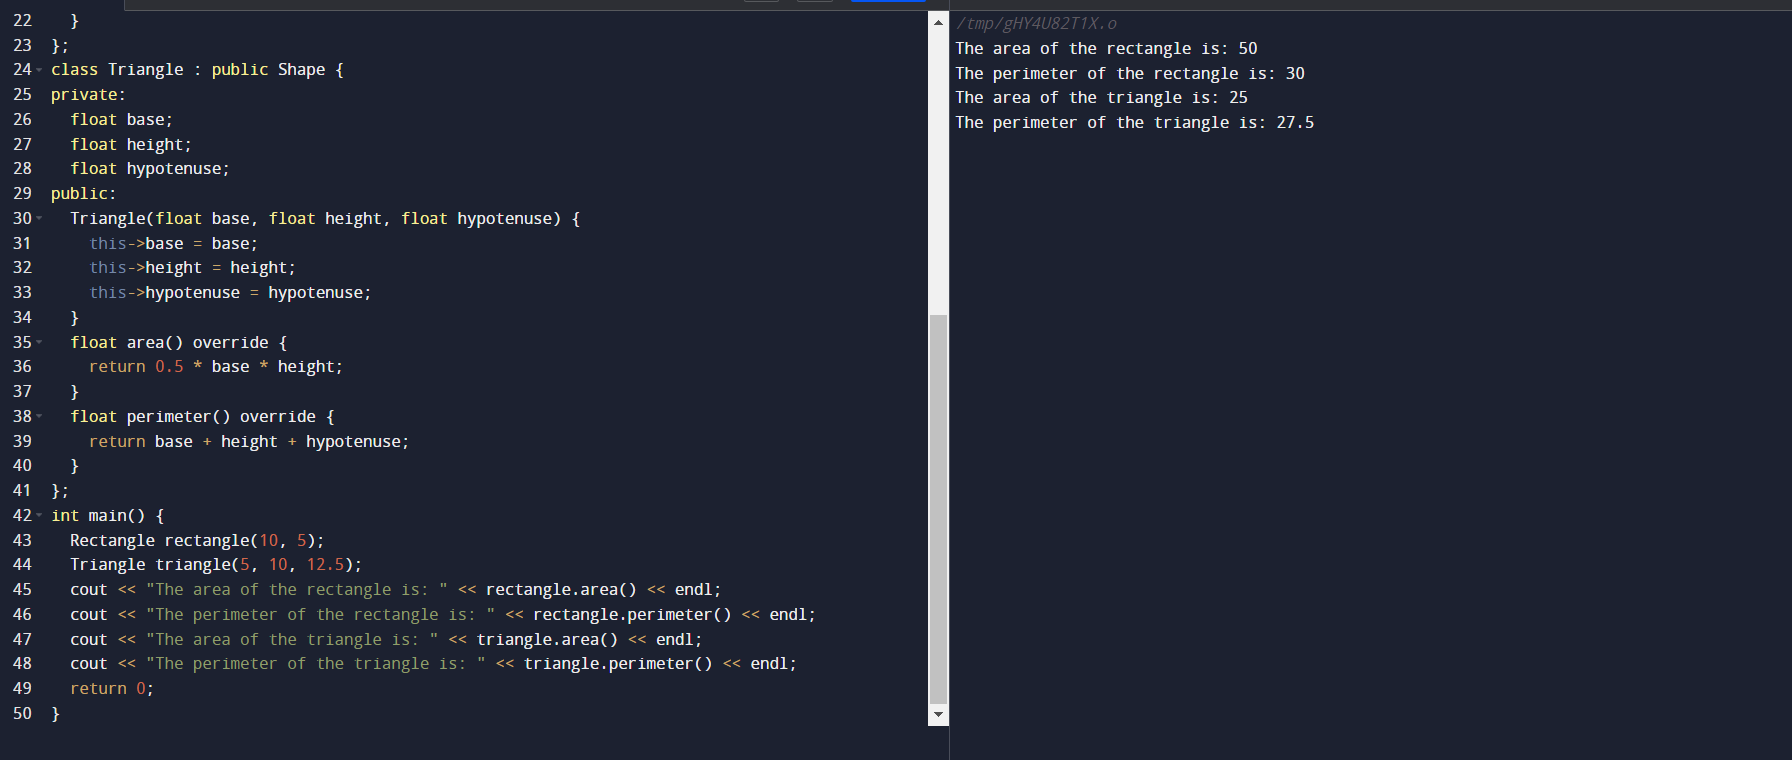 22 }
23 };
24 class Triangle : public Shape {
25 private:
26 float base;
27 float height;
28 float hypotenuse;
29 public:
30 Triangle(float base, float height, float hypotenuse) {
31 this->base = base;
32 this->height = height;
33 this->hypotenuse = hypotenuse;
34 }
35 float area() override {
36 return 0.5 * base * height;
37 }
38 float perimeter() override {
39 return base + height + hypotenuse;
40 }
41 };
42 int main() {
43 Rectangle rectangle(10, 5);
44 Triangle triangle(5, 10, 12.5);
45 cout << "The area of the rectangle is: " << rectangle.area() << endl;
46 cout << "The perimeter of the rectangle is: " << rectangle.perimeter() << endl;
47 cout << "The area of the triangle is: " << triangle.area() << endl;
48 cout << "The perimeter of the triangle is: " << triangle.perimeter() << endl;
49 return 0;
50 }
/tmp/gHY4U82T1X.o
The area of the rectangle is: 50
The perimeter of the rectangle is: 30
The area of the triangle is: 25
The perimeter of the triangle is: 27.5